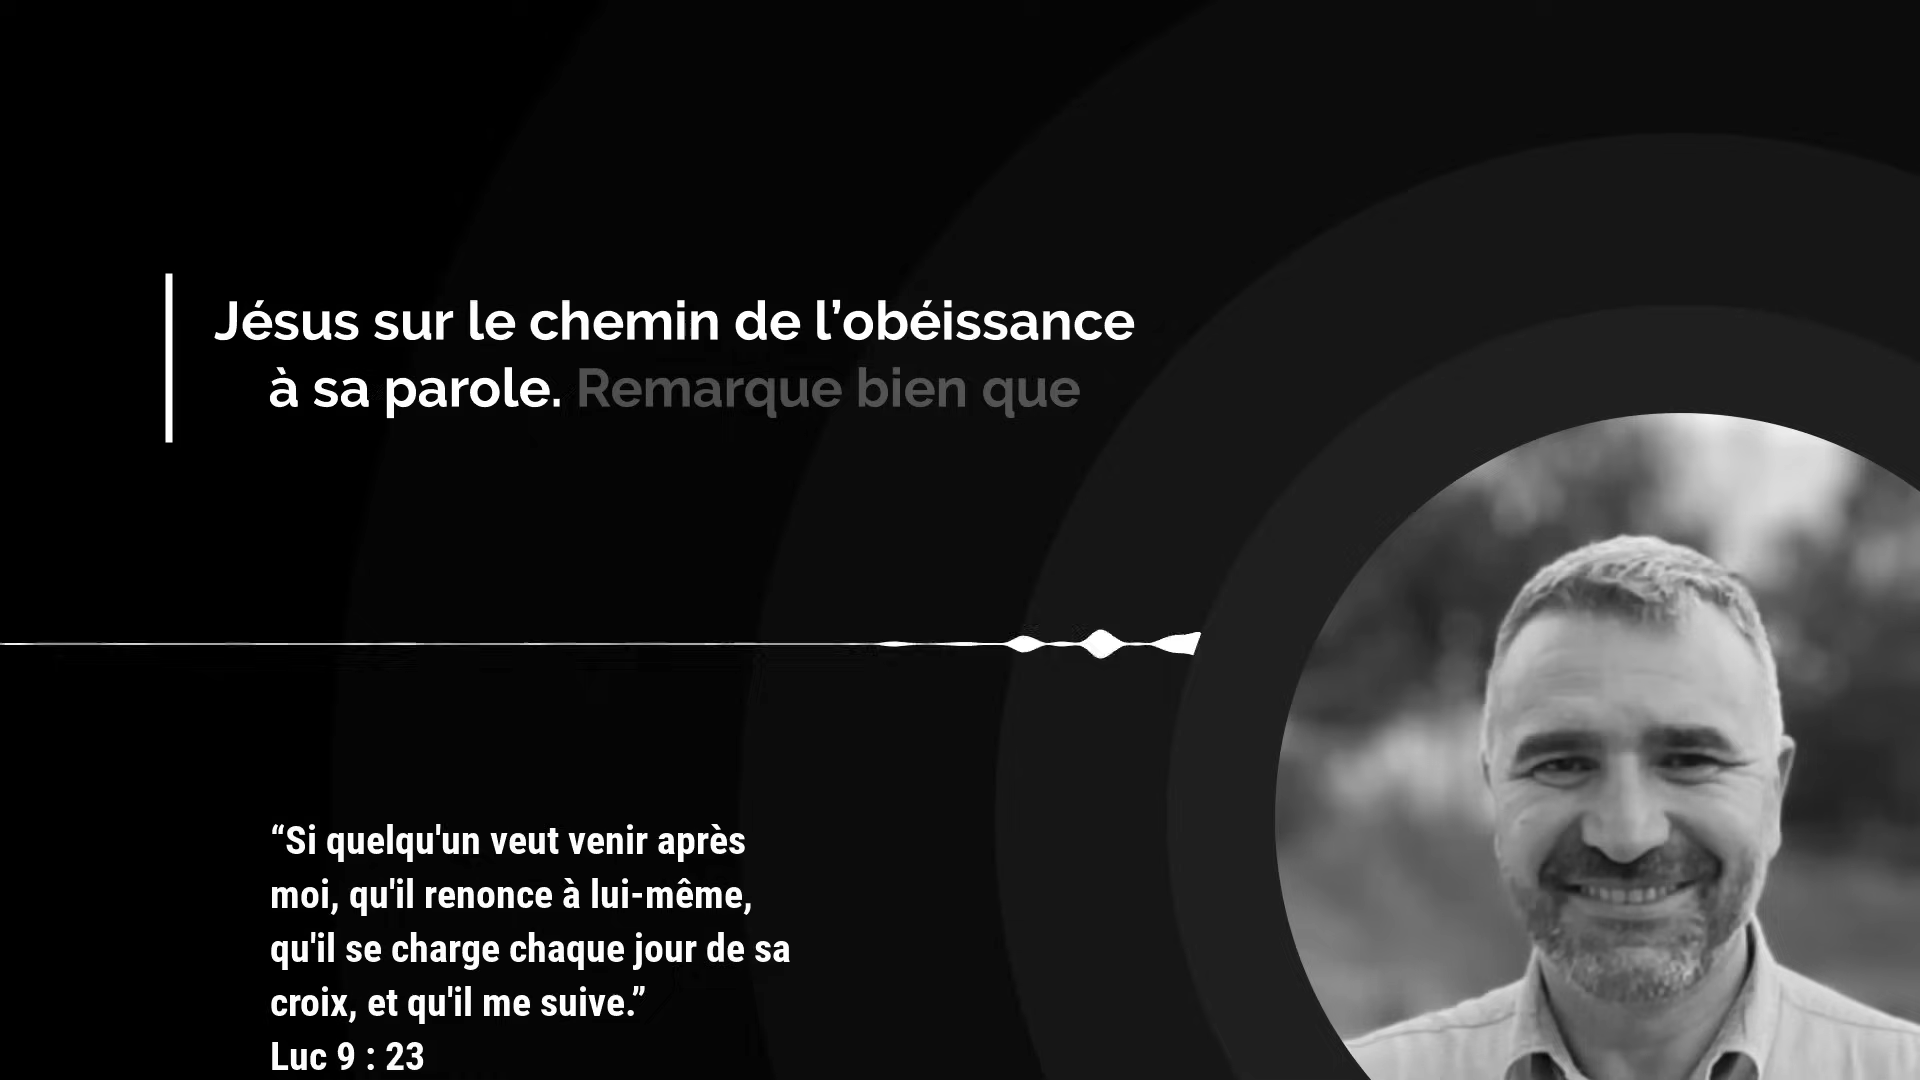 Jésus sur le chemin de l’obéissance
à sa parole. Remarque bien que
“Si quelqu'un veut venir après
moi, qu'il renonce à lui-même,
qu'il se charge chaque jour de sa
croix, et qu'il me suive.”
Luc 9 : 23